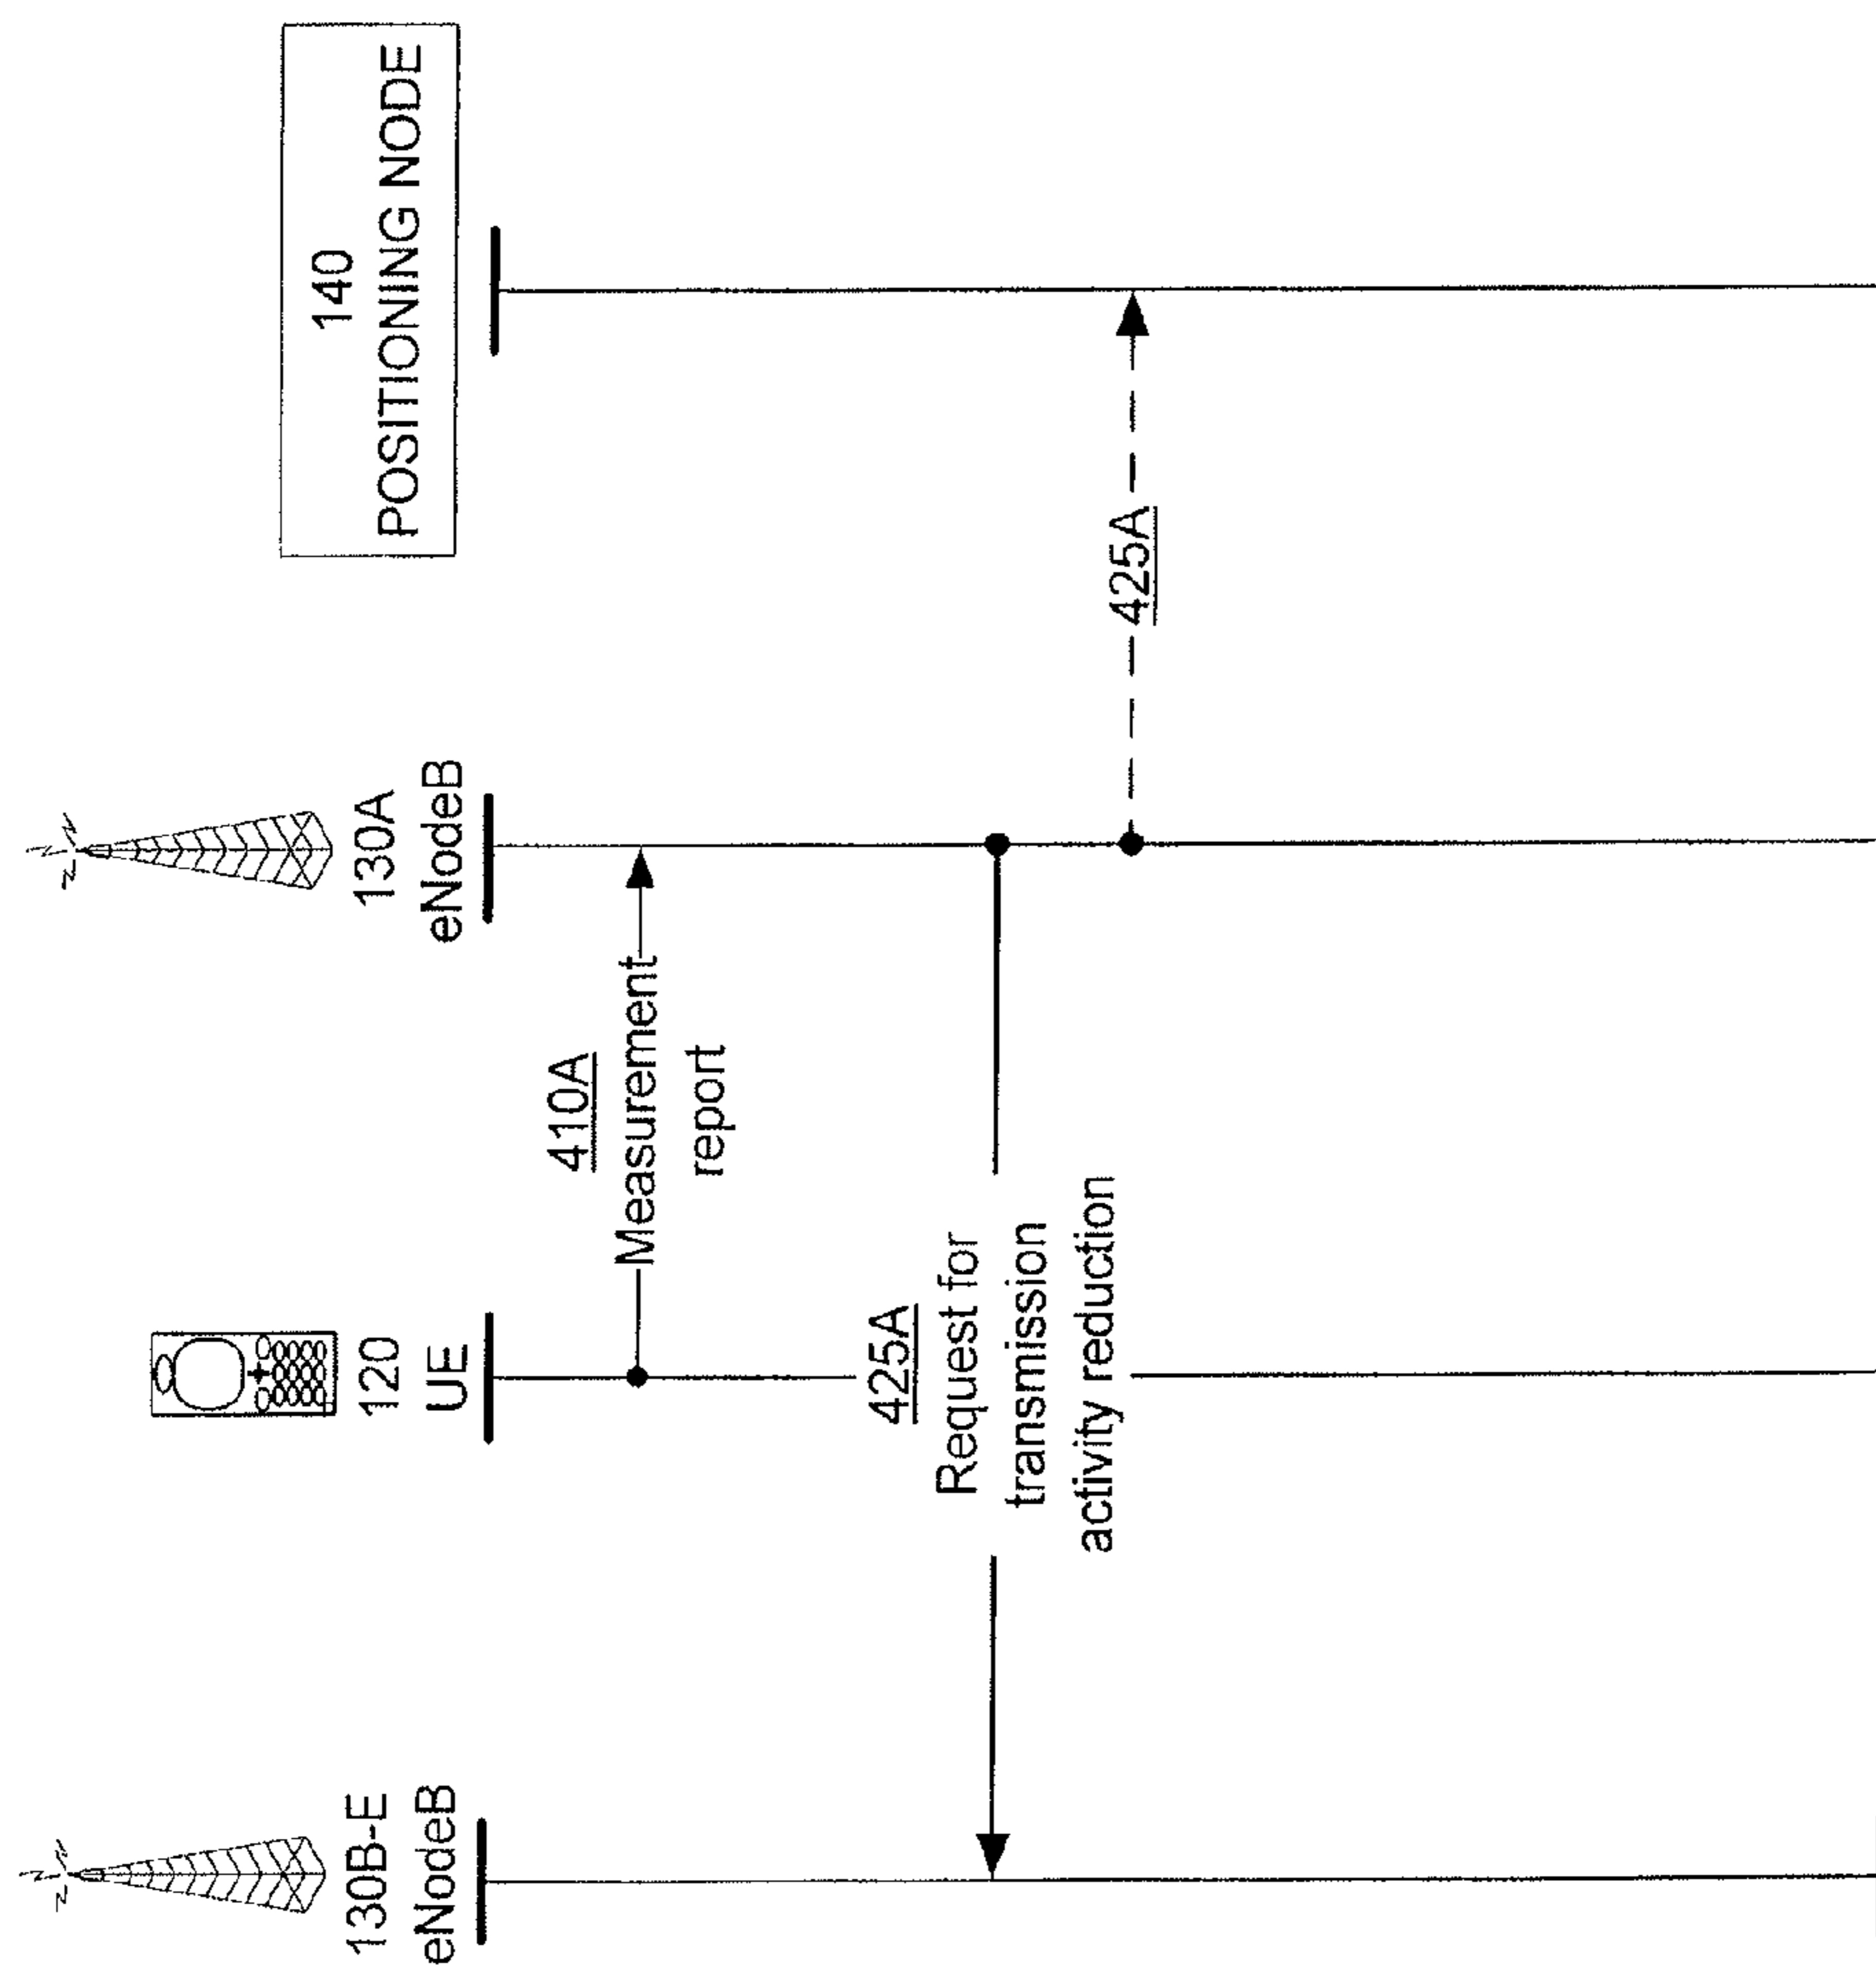 130B-E
eNodeB
120
UE
130A
eNodeB
140
POSITIONING NODE
410A
Measurement
report
425A
Request for
transmission
activity reduction
425A